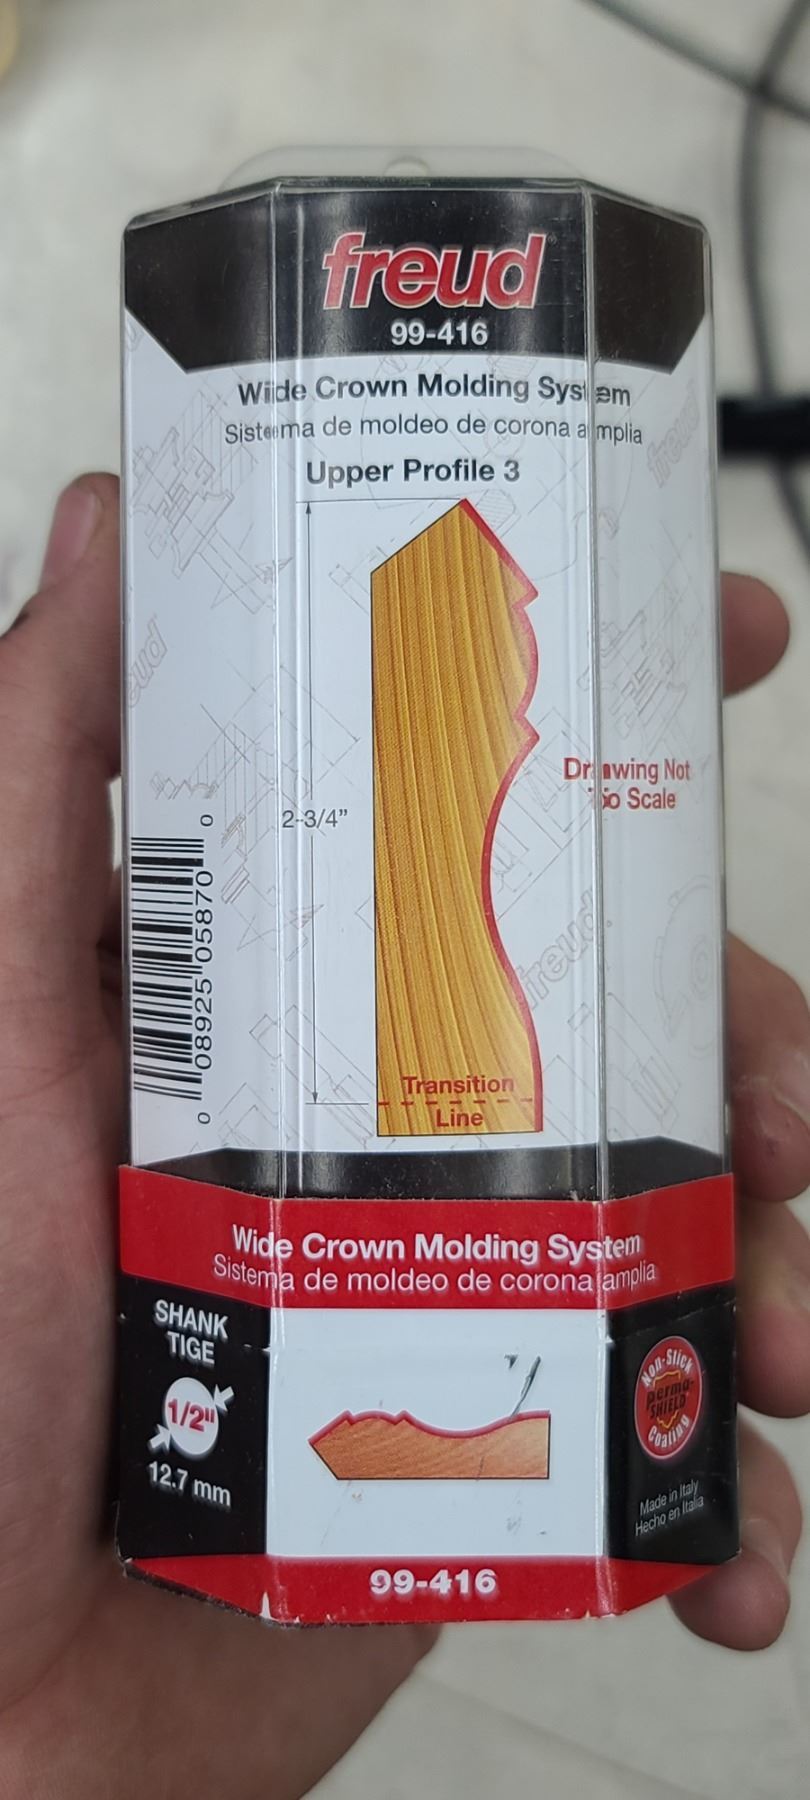 freud
99-416
Wide Crown Molding System
Sistema de moldeo de corona amplia
Upper Profile 3
Drawing Not
To Scale
2-3/4"
freud
freud
freud
0 08925 05870 0
Transition
Line
Wide Crown Molding System
Sistema de moldeo de corona amplia
SHANK
TIGE
1/2"
12.7 mm
Non-Stick
perma-
SHIELD
Coating
Made in Italy
Hecho en Italia
99-416